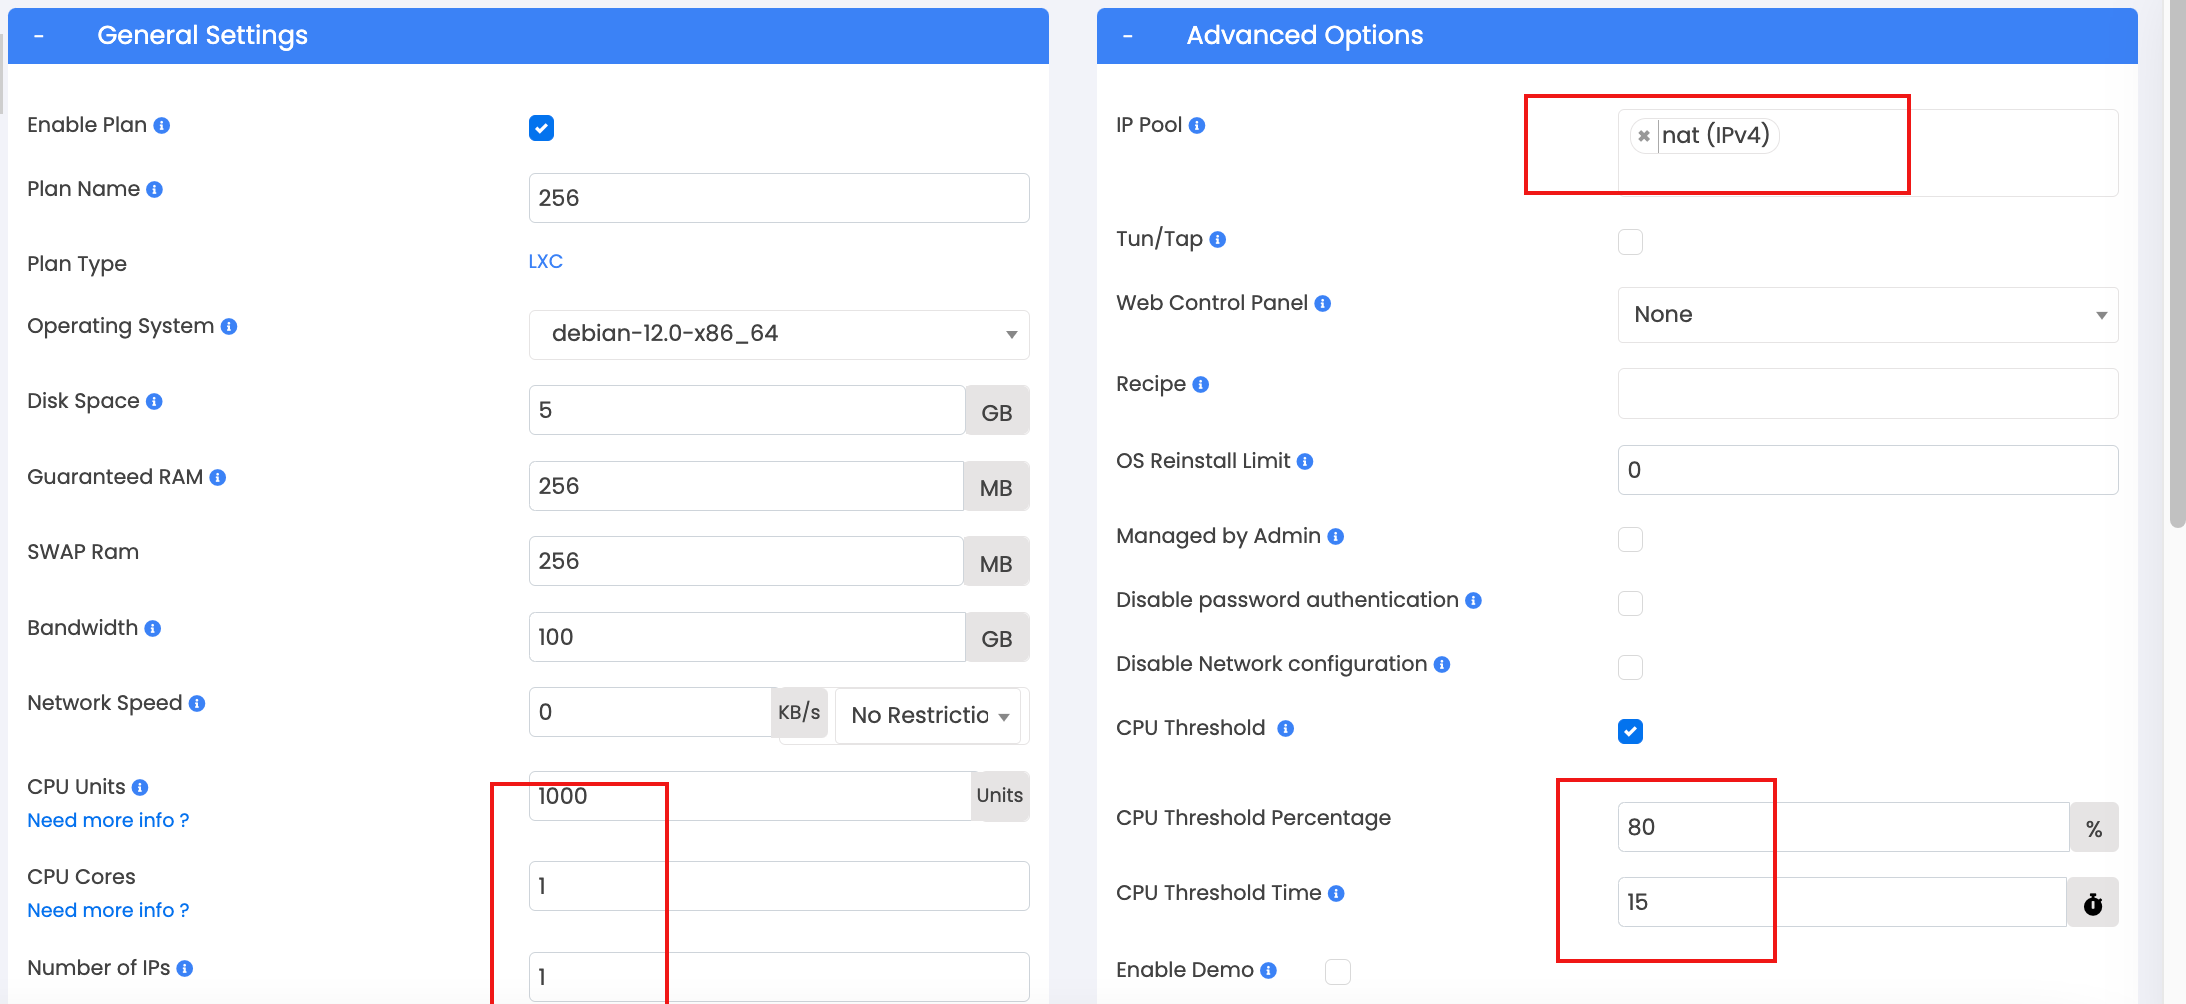 - General Settings
Enable Plan
Plan Name
256
Plan Type
LXC
Operating System
debian-12.0-x86_64
Disk Space
5
GB
Guaranteed RAM
256
MB
SWAP Ram
256
MB
Bandwidth
100
GB
Network Speed
0
KB/s
No Restrictio
CPU Units
Need more info ?
1000
Units
CPU Cores
Need more info ?
1
Number of IPs
1
- Advanced Options
IP Pool
× nat (IPv4)
Tun/Tap
Web Control Panel
None
Recipe
OS Reinstall Limit
0
Managed by Admin
Disable password authentication
Disable Network configuration
CPU Threshold
CPU Threshold Percentage
80
%
CPU Threshold Time
15
Enable Demo